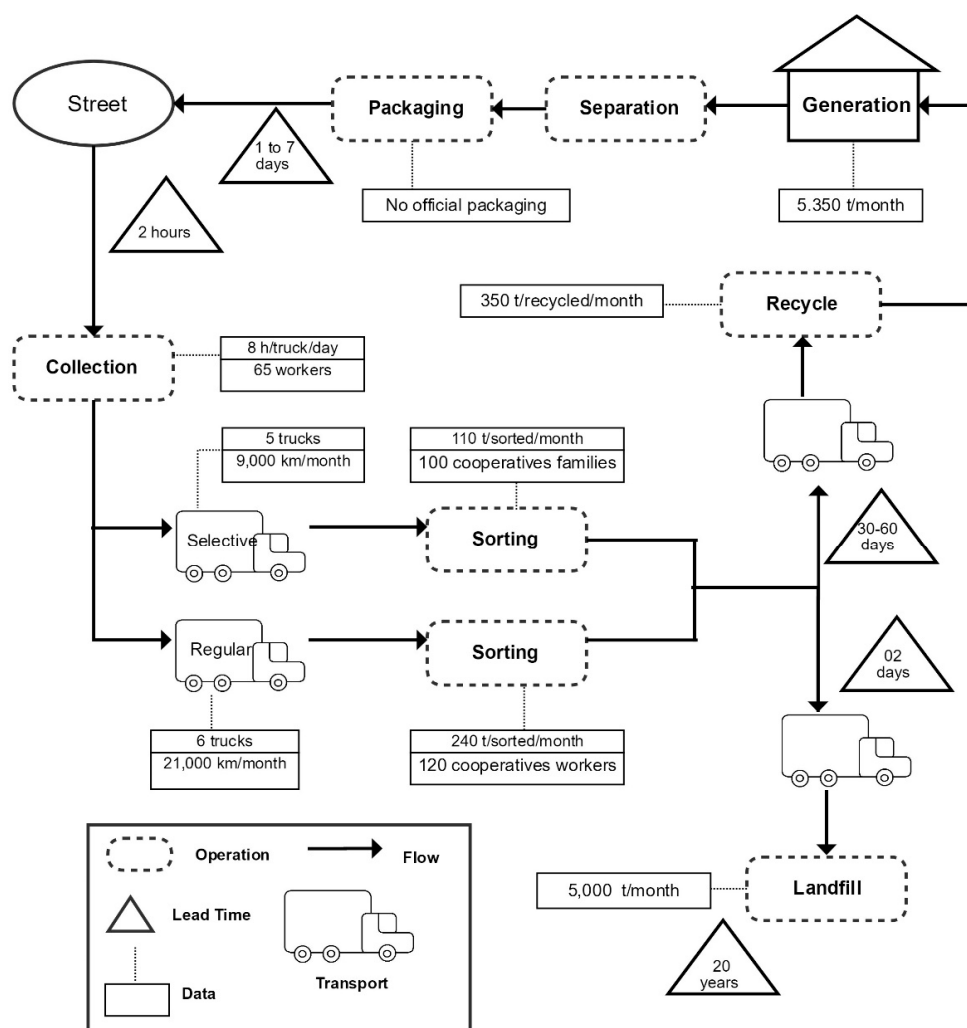 Street
Packaging
Separation
Generation
1 to 7
days
No official packaging
5.350 t/month
2 hours
350 t/recycled/month
Recycle
Collection
8 h/truck/day
65 workers
5 trucks
9,000 km/month
110 t/sorted/month
100 cooperatives families
Selective
Sorting
30-60
days
Regular
Sorting
02
days
6 trucks
21,000 km/month
240 t/sorted/month
120 cooperatives workers
5,000 t/month
Landfill
20
years
Operation
Flow
Lead Time
Transport
Data